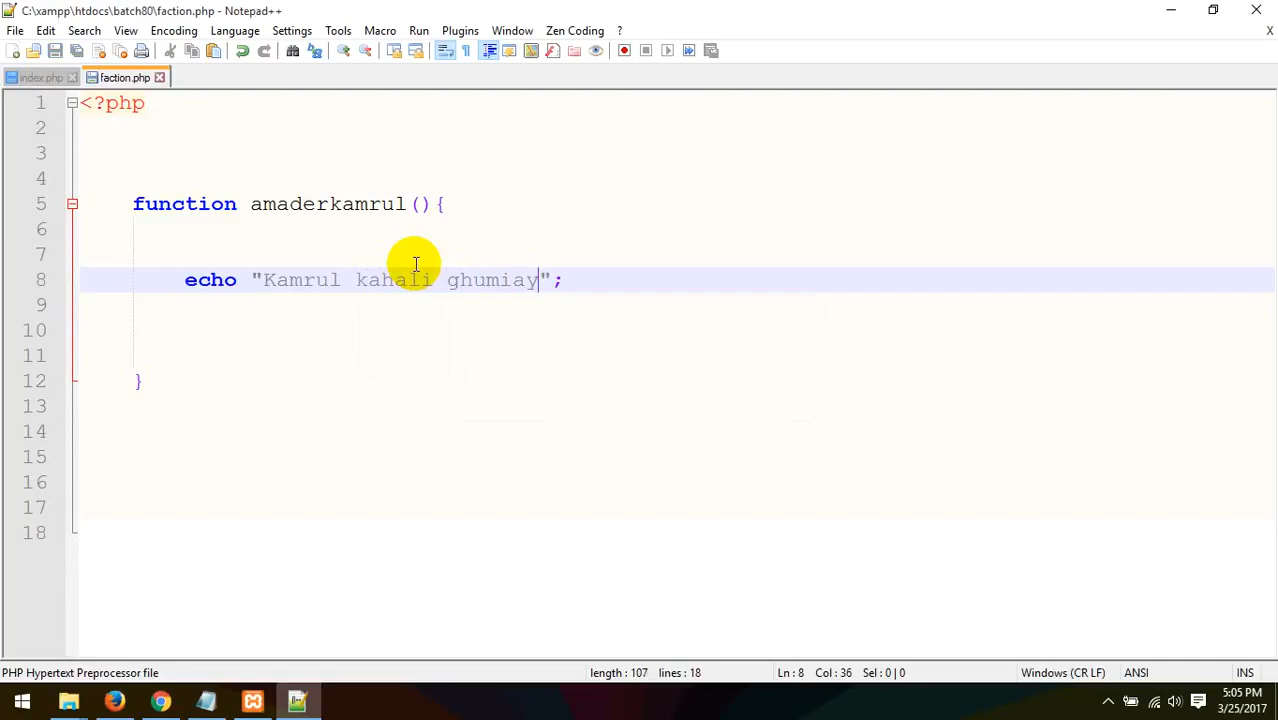 C:\xampp\htdocs\batch80\faction.php - Notepad++
File Edit Search View Encoding Language Settings Tools Macro Run Plugins Window Zen Coding ? X
index.php faction.php
1 <?php
2
3
4
5 function amaderkamrul(){
6
7
8 echo "Kamrul kahali ghumiay";
9
10
11
12 }
13
14
15
16
17
18
PHP Hypertext Preprocessor file length : 107 lines : 18 Ln : 8 Col : 36 Sel : 0 | 0 Windows (CR LF) ANSI INS
5:05 PM
3/25/2017